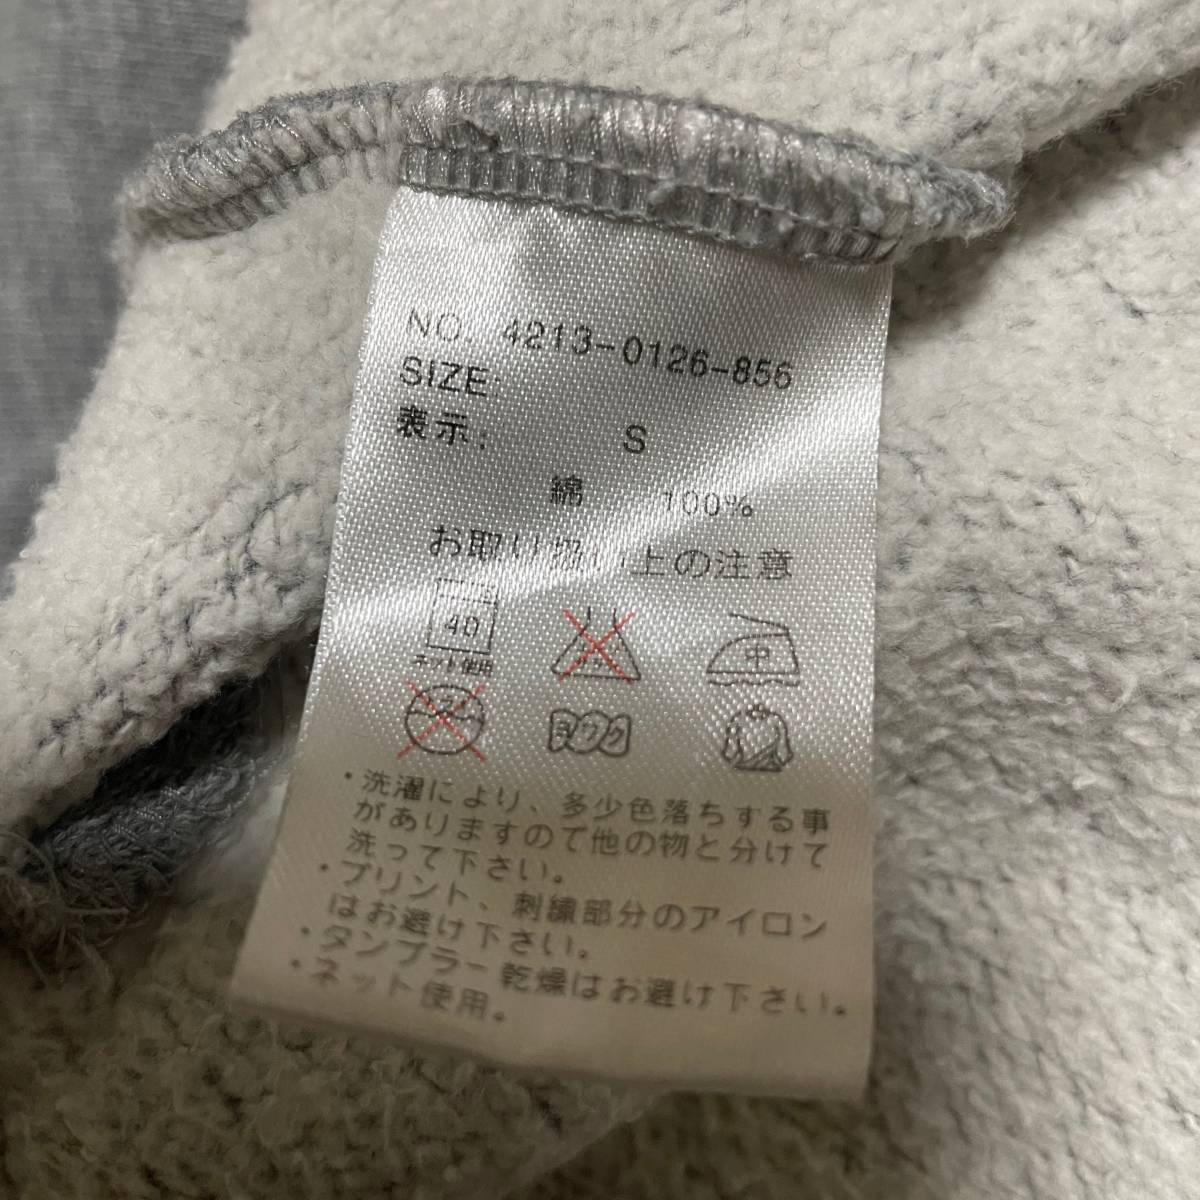 NO. 4213-0126-856
SIZE:
表示: S
綿 100%
お取り扱い上の注意
40
ネット使用
中
ヨワク
・洗濯により、多少色落ちする事
がありますので他の物と分けて
洗って下さい。
・プリント、刺繍部分のアイロン
はお避け下さい。
・タンブラー乾燥はお避け下さい。
・ネット使用。